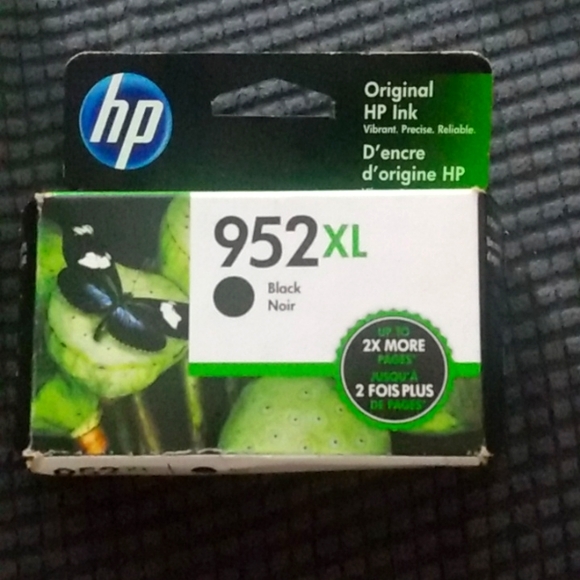 hp
Original
HP Ink
Vibrant. Precise. Reliable.
D'encre
d'origine HP
952XL
Black
Noir
UP TO
2X MORE
PAGES*
JUSQU'À
2 FOIS PLUS
DE PAGES*
952XL